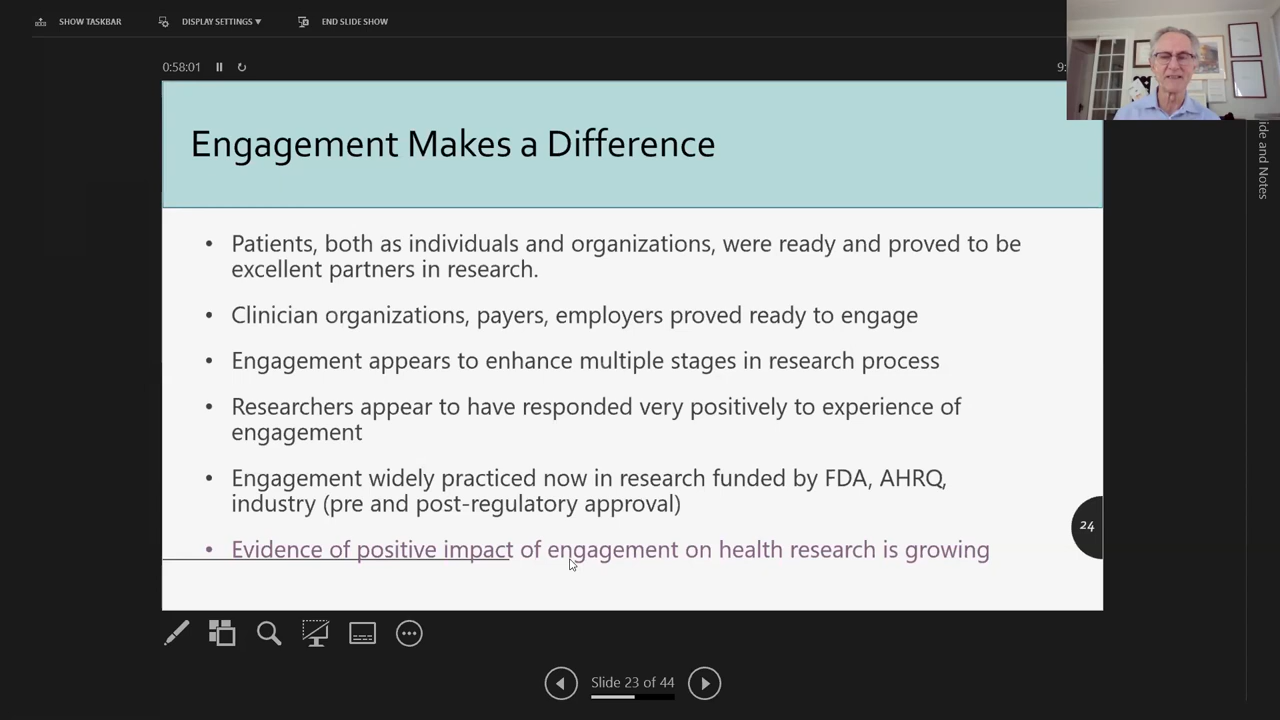 SHOW TASKBAR
DISPLAY SETTINGS
END SLIDE SHOW
0:58:01
9:
Engagement Makes a Difference
• Patients, both as individuals and organizations, were ready and proved to be
excellent partners in research.
• Clinician organizations, payers, employers proved ready to engage
• Engagement appears to enhance multiple stages in research process
• Researchers appear to have responded very positively to experience of
engagement
• Engagement widely practiced now in research funded by FDA, AHRQ,
industry (pre and post-regulatory approval)
• Evidence of positive impact of engagement on health research is growing
24
ide and Notes
Slide 23 of 44